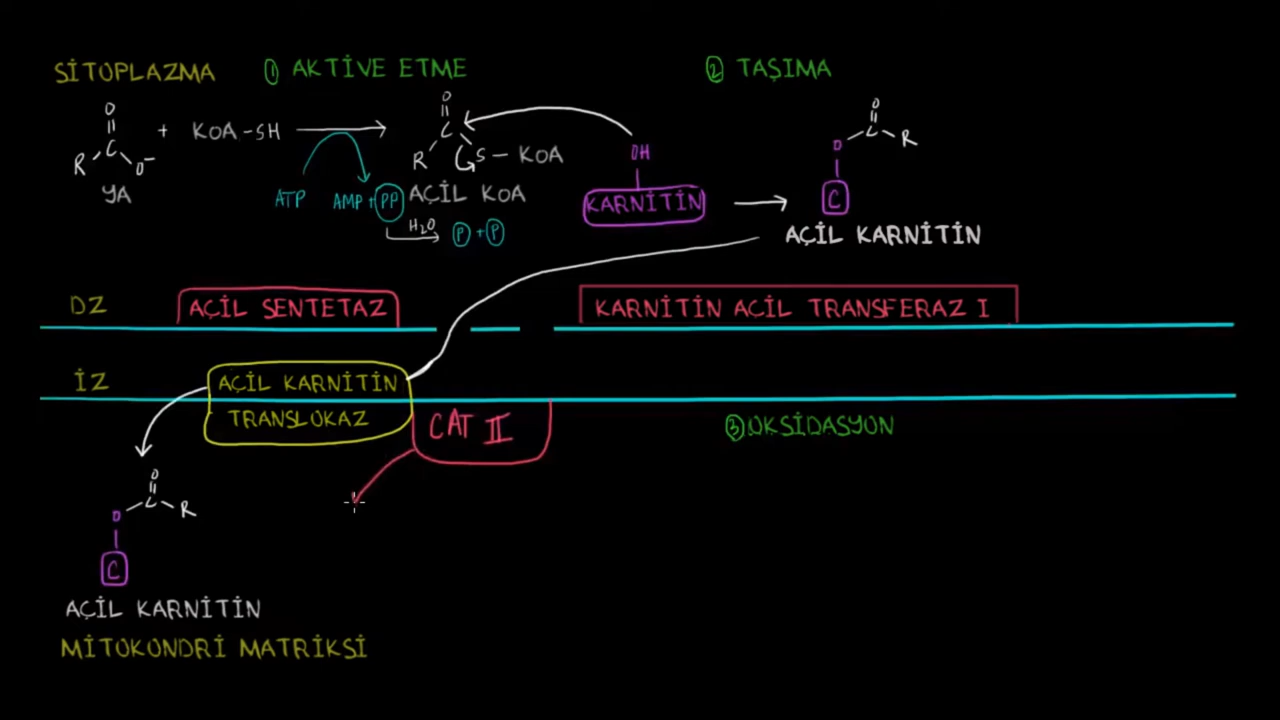 SİTOPLAZMA
① AKTİVE ETME
② TAŞIMA
O
C
R
O⁻
YA
+ KOA-SH
ATP
AMP + PP
H₂O
P + P
O
C
R
S - KOA
AÇİL KOA
OH
KARNİTİN
O
C
R
O
C
AÇİL KARNİTİN
DZ
AÇİL SENTETAZ
KARNİTİN ACİL TRANSFERAZ I
İZ
AÇİL KARNİTİN
TRANSLOKAZ
CAT II
③ OKSİDASYON
O
C
R
O
C
AÇİL KARNİTİN
MİTOKONDRİ MATRİKSİ